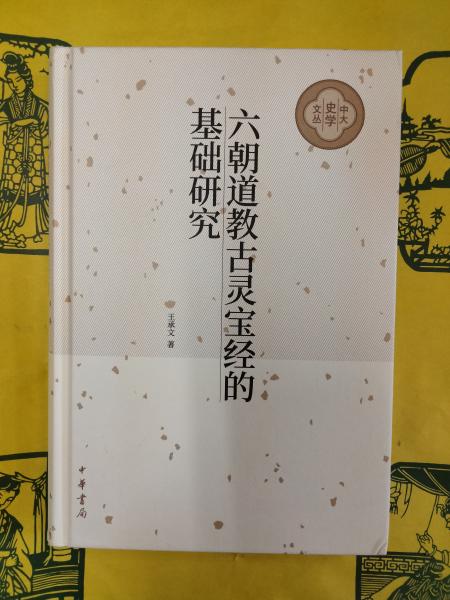 中大
史学
文丛
六朝道教古灵宝经的
基础研究
王承文 著
中华书局